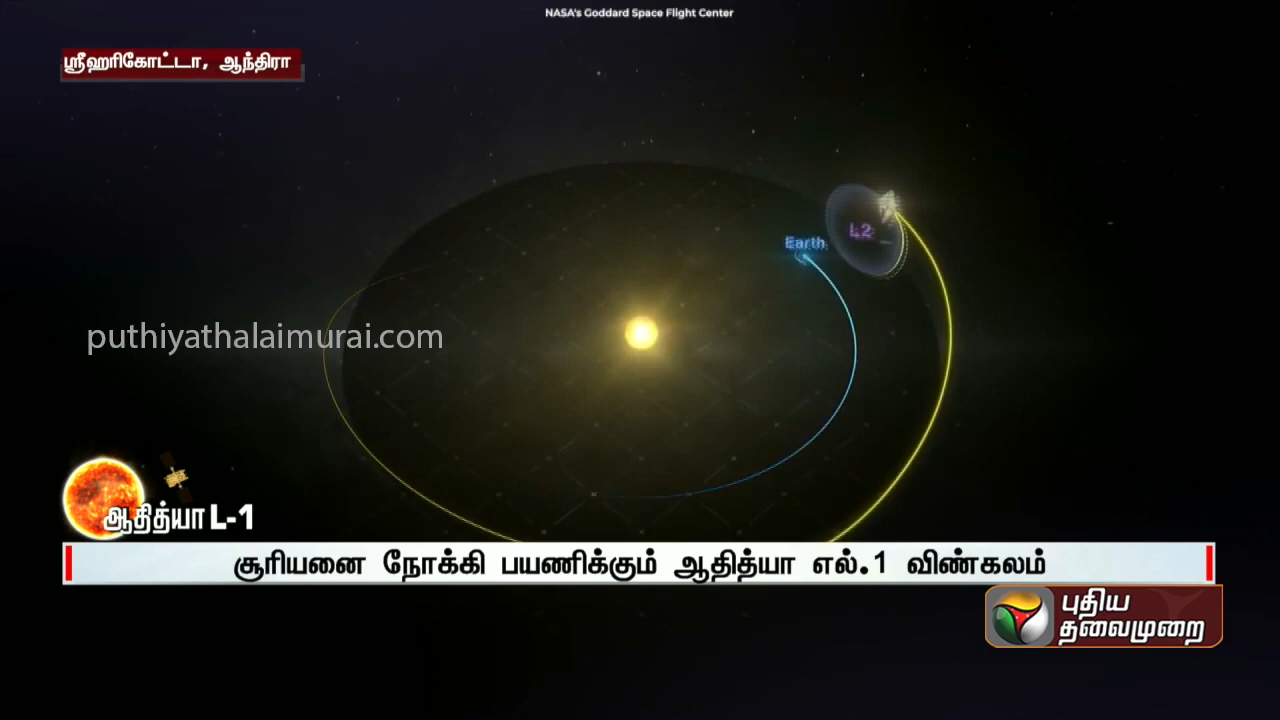 NASA's Goddard Space Flight Center
ஸ்ரீஹரிகோட்டா, ஆந்திரா
Earth
L2
puthiyathalaimurai.com
ஆதித்யா L-1
சூரியனை நோக்கி பயணிக்கும் ஆதித்யா எல்.1 விண்கலம்
புதிய
தலைமுறை